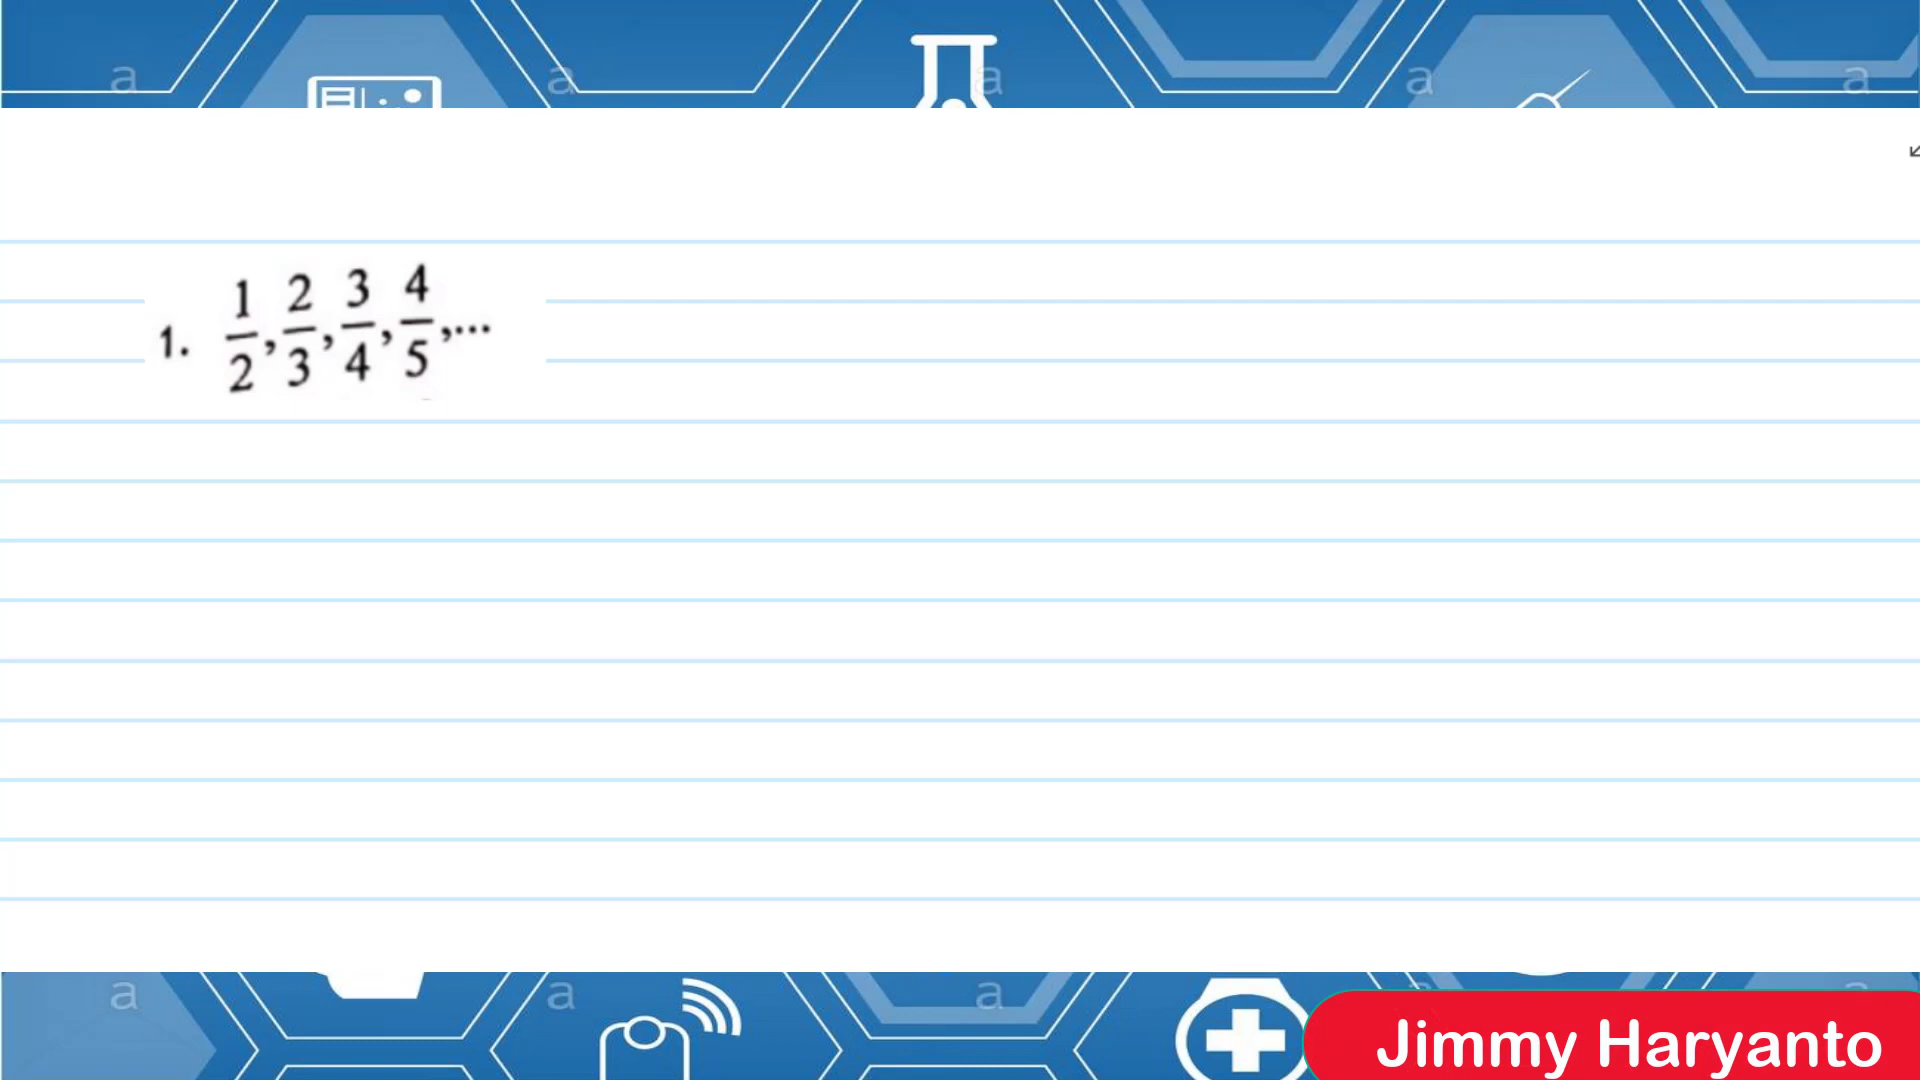 1. 1/2, 2/3, 3/4, 4/5, ...
a a a a a
a a a a a
Jimmy Haryanto